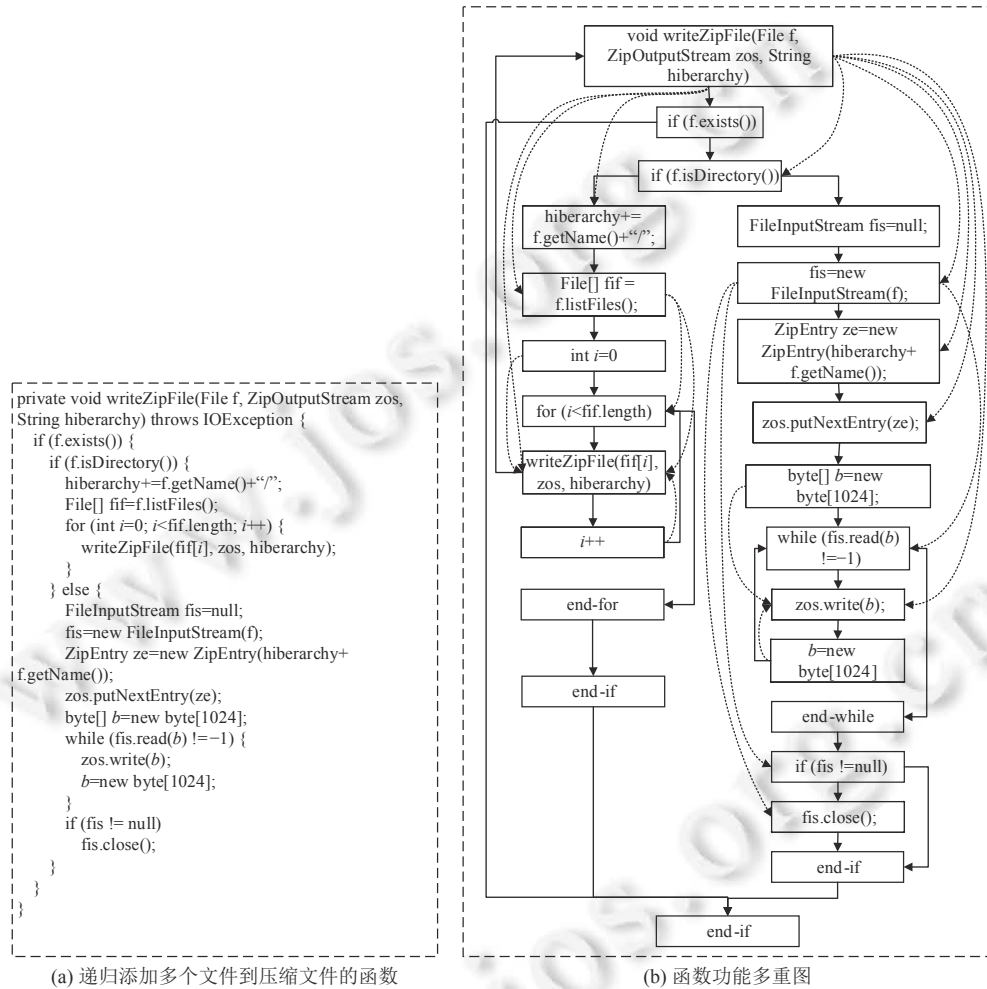 private void writeZipFile(File f, ZipOutputStream zos,
String hiberarchy) throws IOException {
if (f.exists()) {
if (f.isDirectory()) {
hiberarchy+=f.getName()+“/”;
File[] fif=f.listFiles();
for (int i=0; i<fif.length; i++) {
writeZipFile(fif[i], zos, hiberarchy);
}
} else {
FileInputStream fis=null;
fis=new FileInputStream(f);
ZipEntry ze=new ZipEntry(hiberarchy+
f.getName());
zos.putNextEntry(ze);
byte[] b=new byte[1024];
while (fis.read(b) !=−1) {
zos.write(b);
b=new byte[1024];
}
if (fis != null)
fis.close();
}
}
}
(a) 递归添加多个文件到压缩文件的函数
void writeZipFile(File f,
ZipOutputStream zos, String
hiberarchy)
if (f.exists())
if (f.isDirectory())
hiberarchy+=
f.getName()+“/”;
File[] fif =
f.listFiles();
int i=0
for (i<fif.length)
writeZipFile(fif[i],
zos, hiberarchy)
i++
end-for
end-if
FileInputStream fis=null;
fis=new
FileInputStream(f);
ZipEntry ze=new
ZipEntry(hiberarchy+
f.getName());
zos.putNextEntry(ze);
byte[] b=new
byte[1024];
while (fis.read(b)
!=−1)
zos.write(b);
b=new
byte[1024]
end-while
if (fis !=null)
fis.close();
end-if
end-if
(b) 函数功能多重图
www.jos.org.cn
www.jos.org.cn